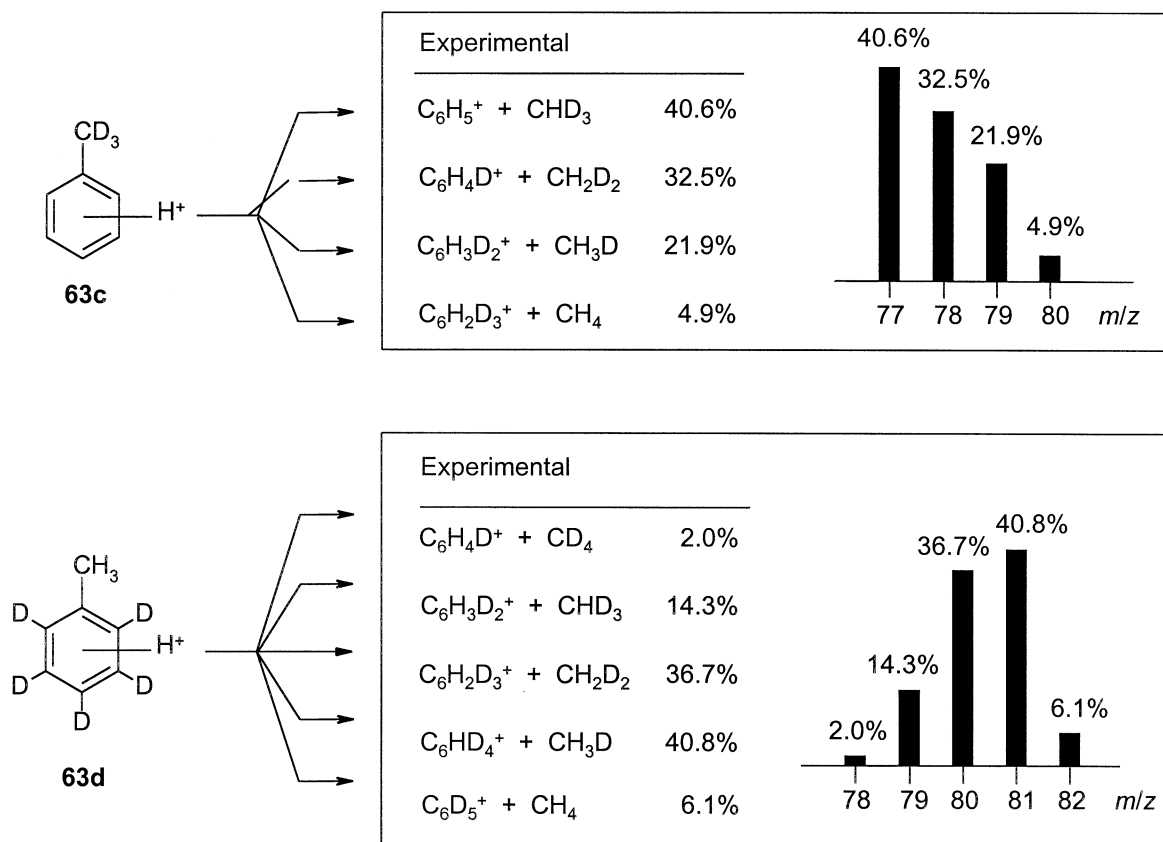 CD₃
H⁺
63c
Experimental
C₆H₅⁺ + CHD₃ 40.6%
C₆H₄D⁺ + CH₂D₂ 32.5%
C₆H₃D₂⁺ + CH₃D 21.9%
C₆H₂D₃⁺ + CH₄ 4.9%
40.6%
32.5%
21.9%
4.9%
77 78 79 80 m/z
CH₃
D D
H⁺
D D
D
63d
Experimental
C₆H₄D⁺ + CD₄ 2.0%
C₆H₃D₂⁺ + CHD₃ 14.3%
C₆H₂D₃⁺ + CH₂D₂ 36.7%
C₆HD₄⁺ + CH₃D 40.8%
C₆D₅⁺ + CH₄ 6.1%
40.8%
36.7%
14.3%
6.1%
2.0%
78 79 80 81 82 m/z